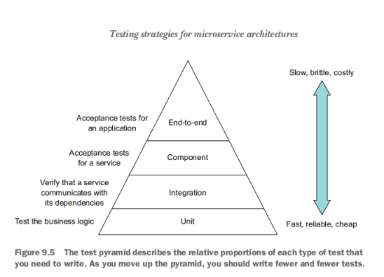 Testing strategies for microservice architectures
Slow, brittle, costly
Acceptance tests for
an application
End-to-end
Acceptance tests
for a service
Component
Verify that a service
communicates with
its dependencies
Integration
Test the business logic
Unit
Fast, reliable, cheap
Figure 9.5 The test pyramid describes the relative proportions of each type of test that
you need to write. As you move up the pyramid, you should write fewer and fewer tests.